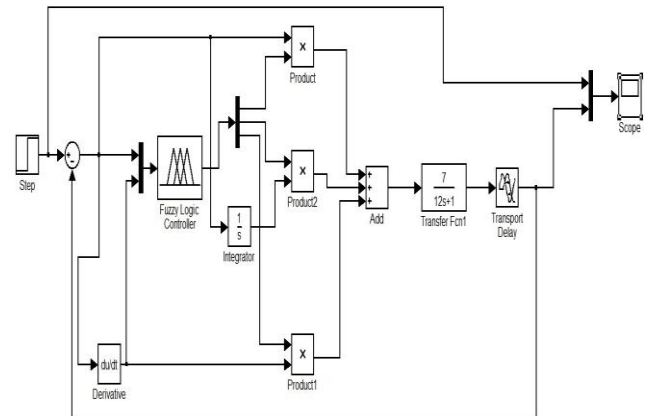 Step
+
-
Fuzzy Logic
Controller
1
s
Integrator
du/dt
Derivative
x
Product
x
Product2
x
Product1
+
+
+
Add
7
12s+1
Transfer Fcn1
Transport
Delay
Scope